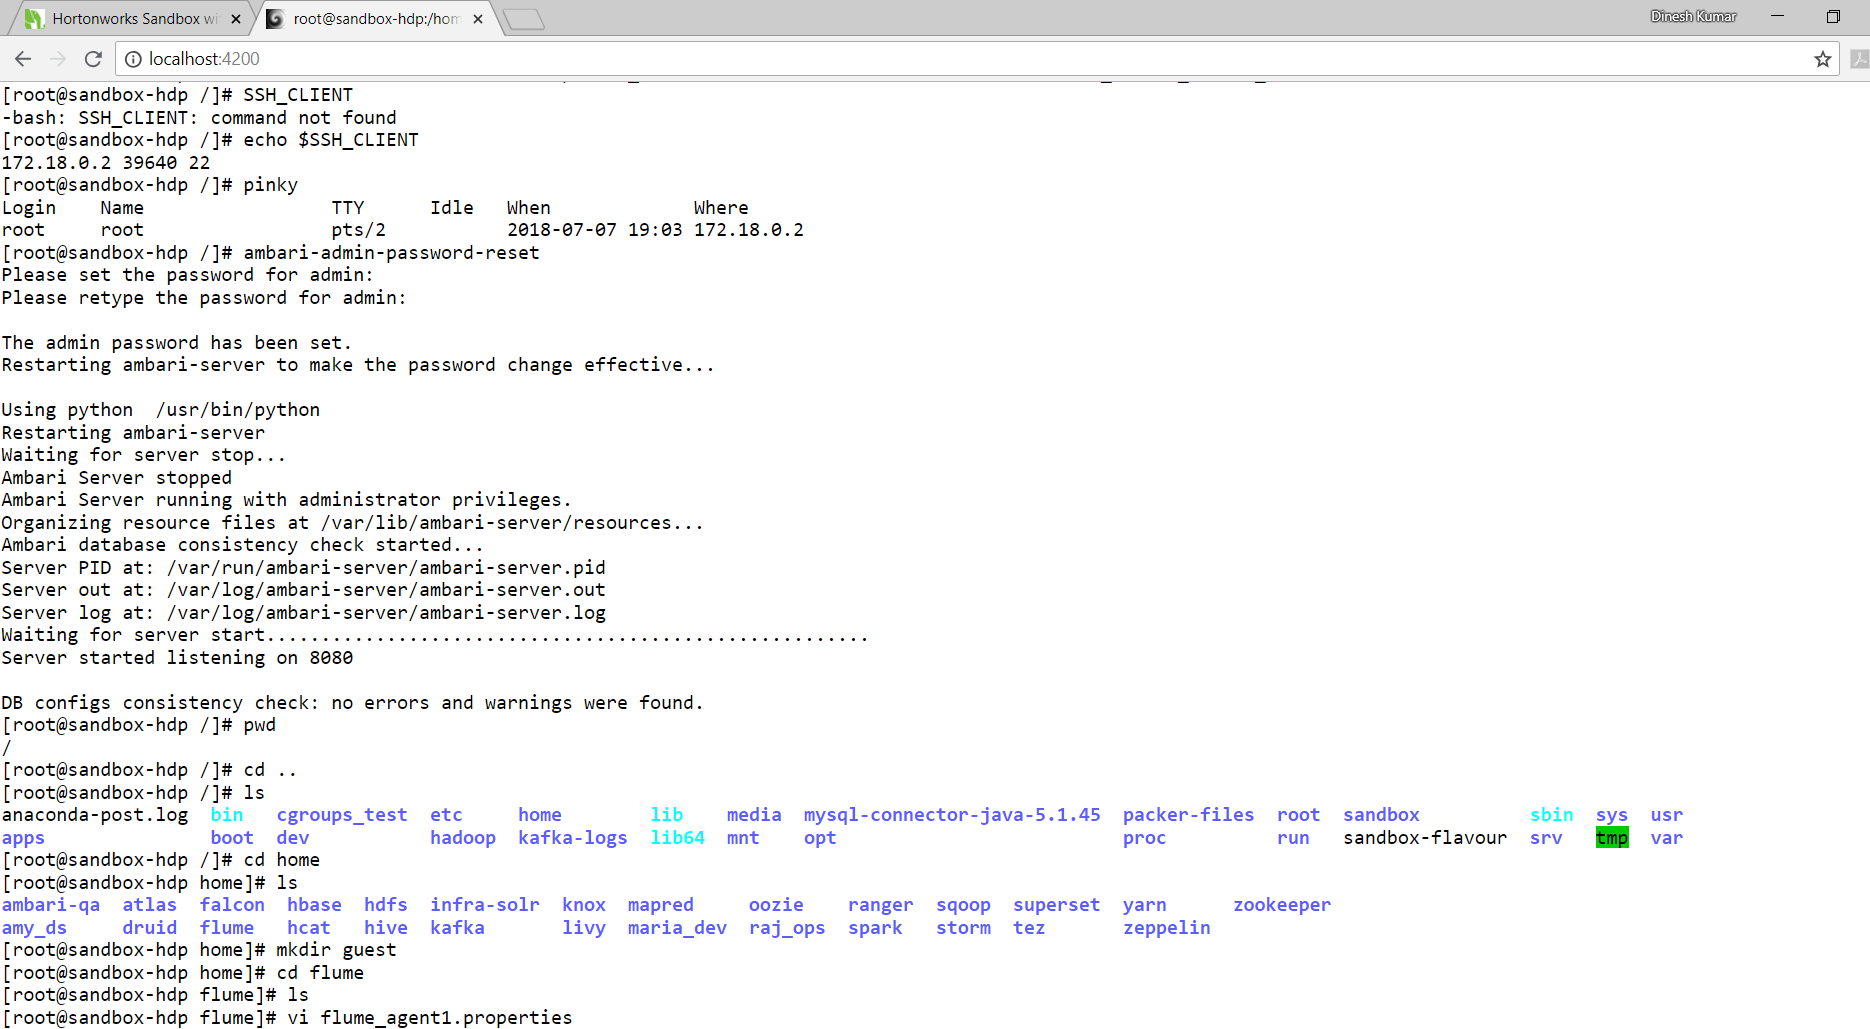 Hortonworks Sandbox wi
root@sandbox-hdp:/hom
Dinesh Kumar
localhost:4200
[root@sandbox-hdp /]# SSH_CLIENT
-bash: SSH_CLIENT: command not found
[root@sandbox-hdp /]# echo $SSH_CLIENT
172.18.0.2 39640 22
[root@sandbox-hdp /]# pinky
Login    Name                 TTY      Idle   When             Where
root     root                 pts/2           2018-07-07 19:03 172.18.0.2
[root@sandbox-hdp /]# ambari-admin-password-reset
Please set the password for admin:
Please retype the password for admin:
The admin password has been set.
Restarting ambari-server to make the password change effective...
Using python  /usr/bin/python
Restarting ambari-server
Waiting for server stop...
Ambari Server stopped
Ambari Server running with administrator privileges.
Organizing resource files at /var/lib/ambari-server/resources...
Ambari database consistency check started...
Server PID at: /var/run/ambari-server/ambari-server.pid
Server out at: /var/log/ambari-server/ambari-server.out
Server log at: /var/log/ambari-server/ambari-server.log
Waiting for server start.......................................................
Server started listening on 8080
DB configs consistency check: no errors and warnings were found.
[root@sandbox-hdp /]# pwd
/
[root@sandbox-hdp /]# cd ..
[root@sandbox-hdp /]# ls
anaconda-post.log  bin   cgroups_test  etc     home        lib    media  mysql-connector-java-5.1.45  packer-files  root  sandbox          sbin  sys  usr
apps               boot  dev           hadoop  kafka-logs  lib64  mnt    opt                          proc          run   sandbox-flavour  srv   tmp  var
[root@sandbox-hdp /]# cd home
[root@sandbox-hdp home]# ls
ambari-qa  atlas  falcon  hbase  hdfs  infra-solr  knox  mapred     oozie    ranger  sqoop  superset  yarn      zookeeper
amy_ds     druid  flume   hcat   hive  kafka       livy  maria_dev  raj_ops  spark   storm  tez       zeppelin
[root@sandbox-hdp home]# mkdir guest
[root@sandbox-hdp home]# cd flume
[root@sandbox-hdp flume]# ls
[root@sandbox-hdp flume]# vi flume_agent1.properties